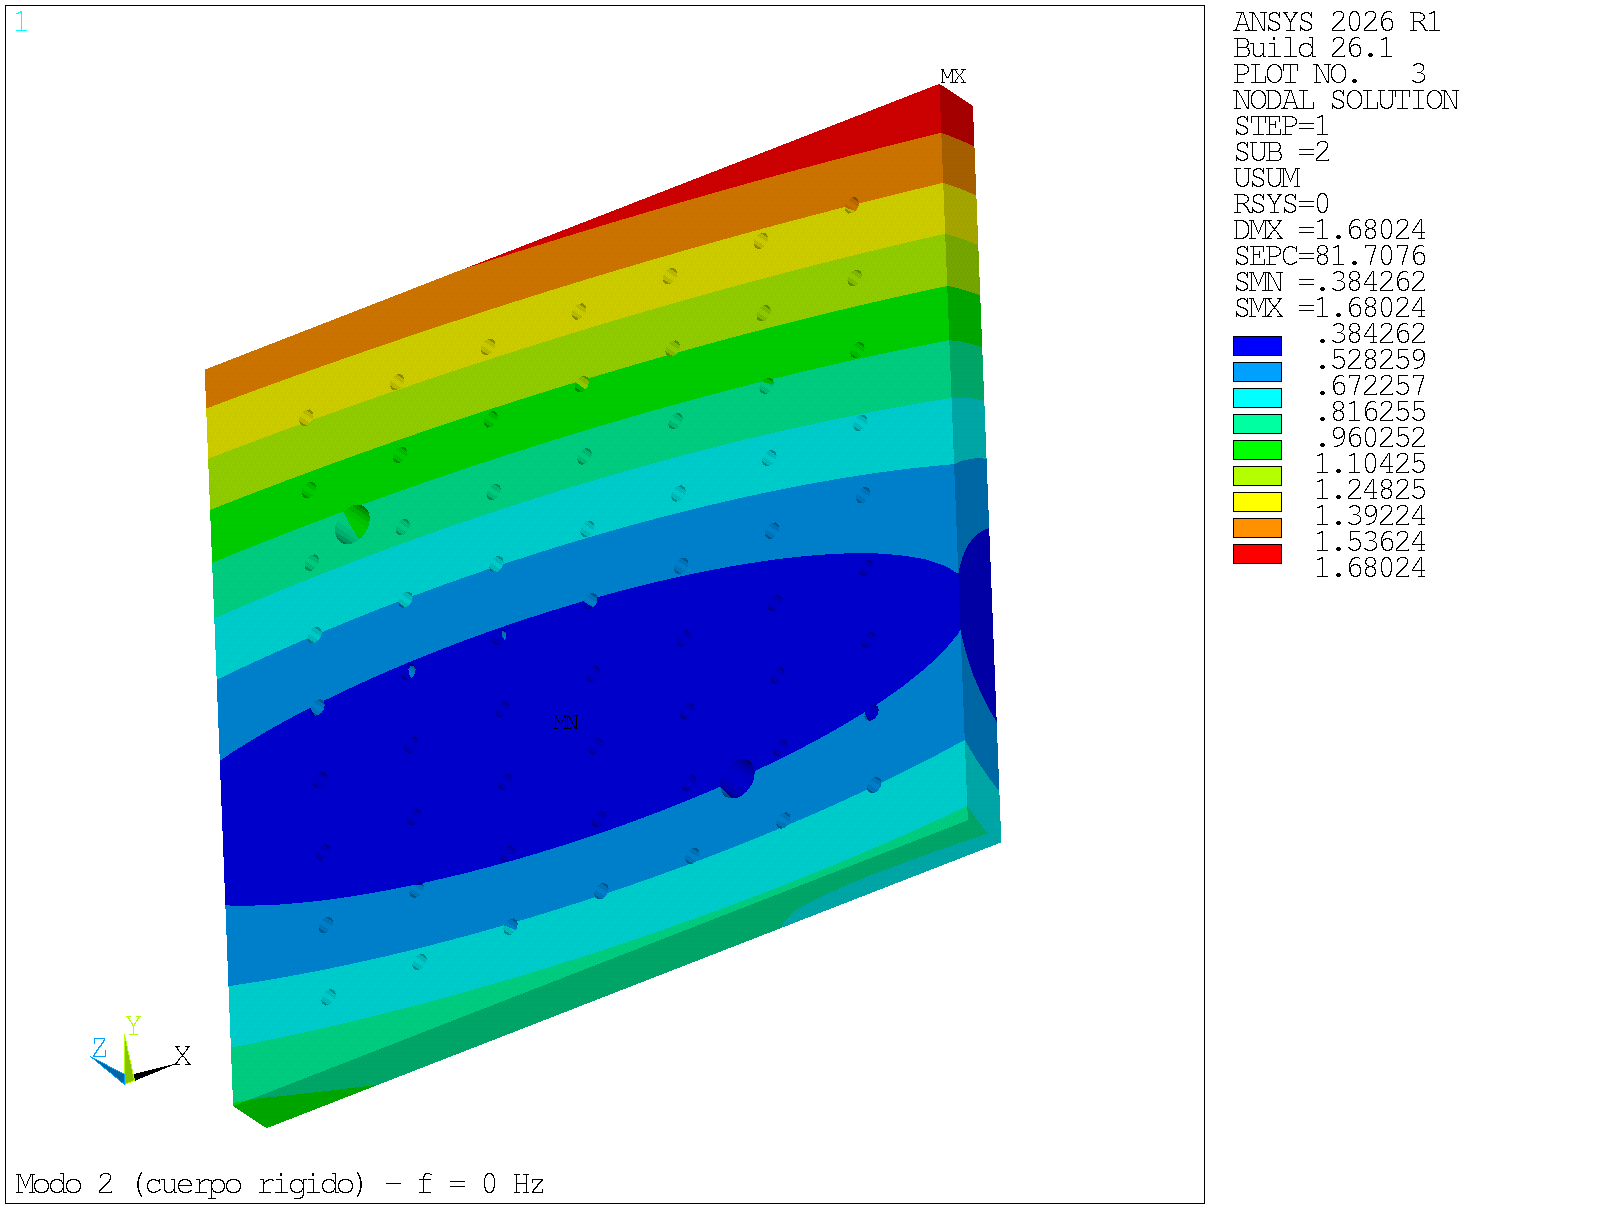 1
ANSYS 2026 R1
Build 26.1
PLOT NO.   3
NODAL SOLUTION
STEP=1
SUB =2
USUM
RSYS=0
DMX =1.68024
SEPC=81.7076
SMN =.384262
SMX =1.68024
.384262
.528259
.672257
.816255
.960252
1.10425
1.24825
1.39224
1.53624
1.68024
MX
MN
Y
Z
X
Modo 2 (cuerpo rigido) - f = 0 Hz